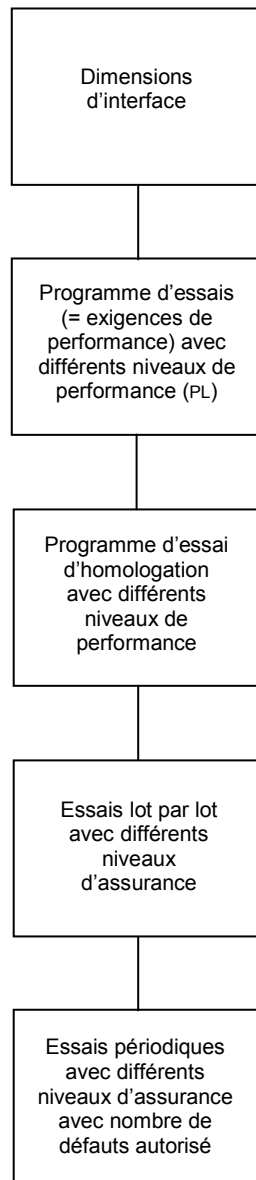 Dimensions
d'interface
Programme d'essais
(= exigences de
performance) avec
différents niveaux de
performance (PL)
Programme d'essai
d'homologation
avec différents
niveaux de
performance
Essais lot par lot
avec différents
niveaux
d'assurance
Essais périodiques
avec différents
niveaux d'assurance
avec nombre de
défauts autorisé